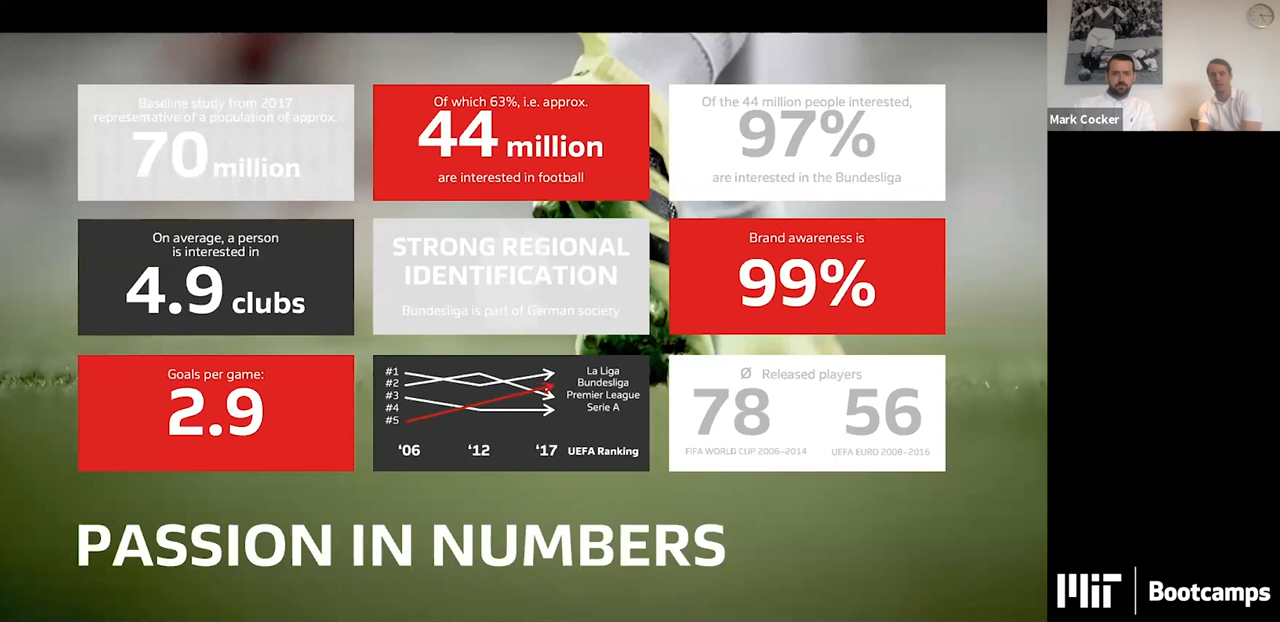 Baseline study from 2017
representative of a population of approx.
70 million
Of which 63%, i.e. approx.
44 million
are interested in football
Of the 44 million people interested,
97%
are interested in the Bundesliga
On average, a person
is interested in
4.9 clubs
STRONG REGIONAL
IDENTIFICATION
Bundesliga is part of German society
Brand awareness is
99%
Goals per game:
2.9
#1
#2
#3
#4
#5
La Liga
Bundesliga
Premier League
Serie A
‘06
‘12
‘17
UEFA Ranking
Ø Released players
78
56
FIFA WORLD CUP 2006–2014
UEFA EURO 2008–2016
PASSION IN NUMBERS
Mark Cocker
MIT
Bootcamps